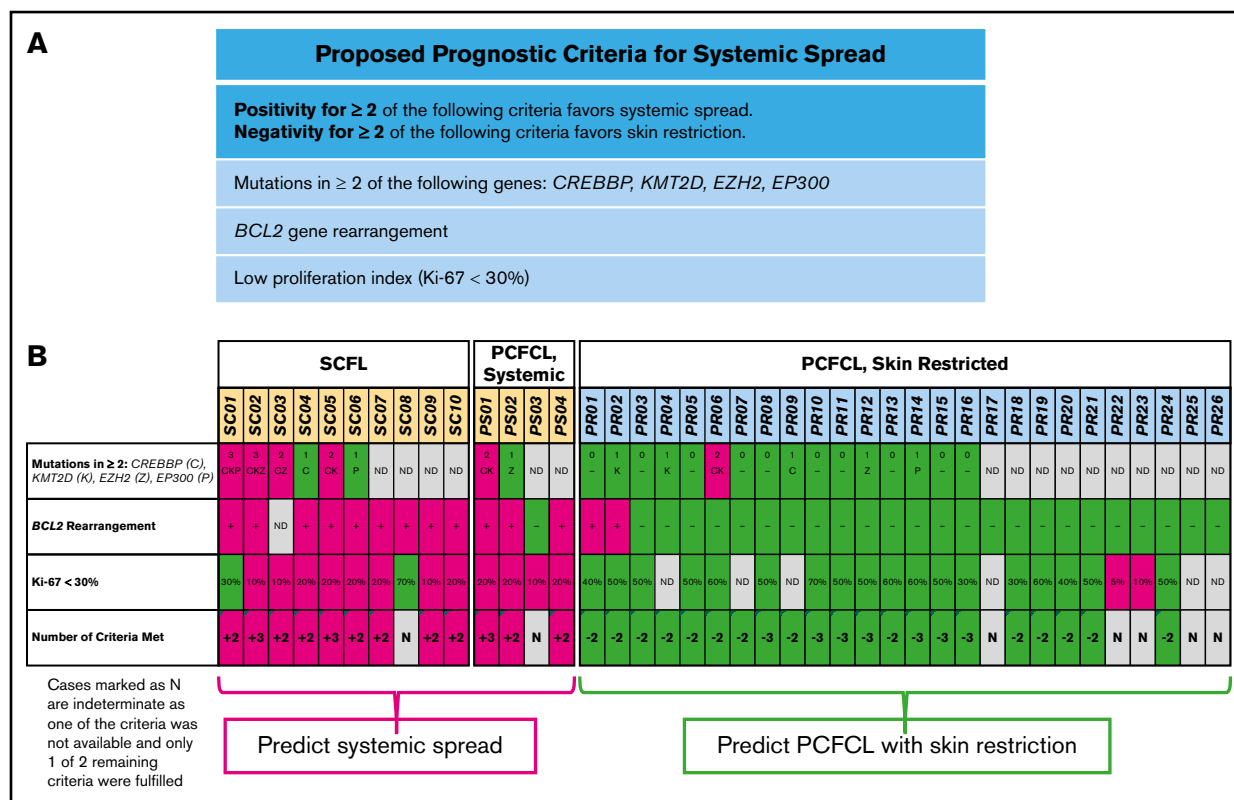 A
Proposed Prognostic Criteria for Systemic Spread
Positivity for ≥ 2 of the following criteria favors systemic spread.
Negativity for ≥ 2 of the following criteria favors skin restriction.
Mutations in ≥ 2 of the following genes: CREBBP, KMT2D, EZH2, EP300
BCL2 gene rearrangement
Low proliferation index (Ki-67 < 30%)
B
SCFL
PCFCL, Systemic
PCFCL, Skin Restricted
SC01 SC02 SC03 SC04 SC05 SC06 SC07 SC08 SC09 SC10 PS01 PS02 PS03 PS04 PR01 PR02 PR03 PR04 PR05 PR06 PR07 PR08 PR09 PR10 PR11 PR12 PR13 PR14 PR15 PR16 PR17 PR18 PR19 PR20 PR21 PR22 PR23 PR24 PR25 PR26
Mutations in ≥ 2: CREBBP (C),
KMT2D (K), EZH2 (Z), EP300 (P)
3 3 2 1 2 1 ND ND ND ND 2 1 ND ND 0 1 0 1 0 2 0 0 1 0 0 1 0 1 0 0 ND ND ND ND ND ND ND ND ND ND
CKP CKZ CZ C CK P CK Z – K – K – CK – – C – – Z – P – –
BCL2 Rearrangement + + ND + + + + + + + + + – + + + – – – – – – – – – – – – – – – – – – – – – – – –
Ki-67 < 30% 30% 10% 10% 20% 20% 20% 20% 70% 10% 20% 20% 20% 10% 20% 40% 50% 50% ND 50% 60% ND 50% ND 70% 50% 50% 60% 60% 50% 30% ND 30% 60% 40% 50% 5% 10% 50% ND ND
Number of Criteria Met +2 +3 +2 +2 +3 +2 +2 N +2 +2 +3 +2 N +2 -2 -2 -2 -2 -2 -2 -2 -3 -2 -3 -3 -3 -3 -3 -3 -3 N -2 -2 -2 -2 N N -2 N N
Cases marked as N
are indeterminate as
one of the criteria was
not available and only
1 of 2 remaining
criteria were fulfilled
Predict systemic spread
Predict PCFCL with skin restriction